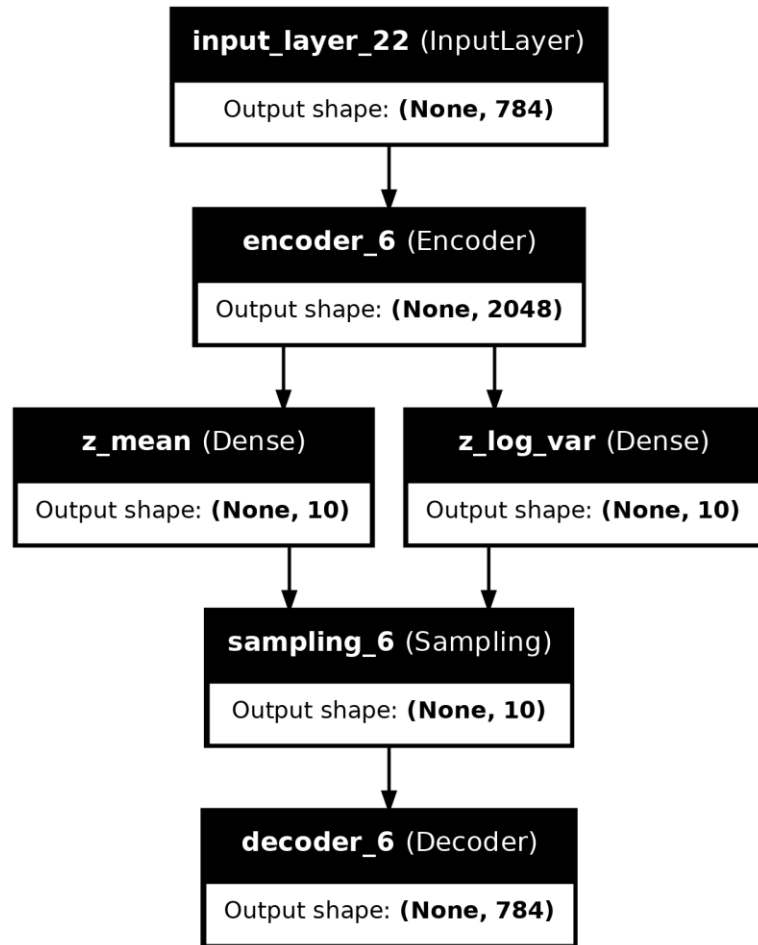 input_layer_22 (InputLayer)
Output shape: (None, 784)
encoder_6 (Encoder)
Output shape: (None, 2048)
z_mean (Dense)
Output shape: (None, 10)
z_log_var (Dense)
Output shape: (None, 10)
sampling_6 (Sampling)
Output shape: (None, 10)
decoder_6 (Decoder)
Output shape: (None, 784)